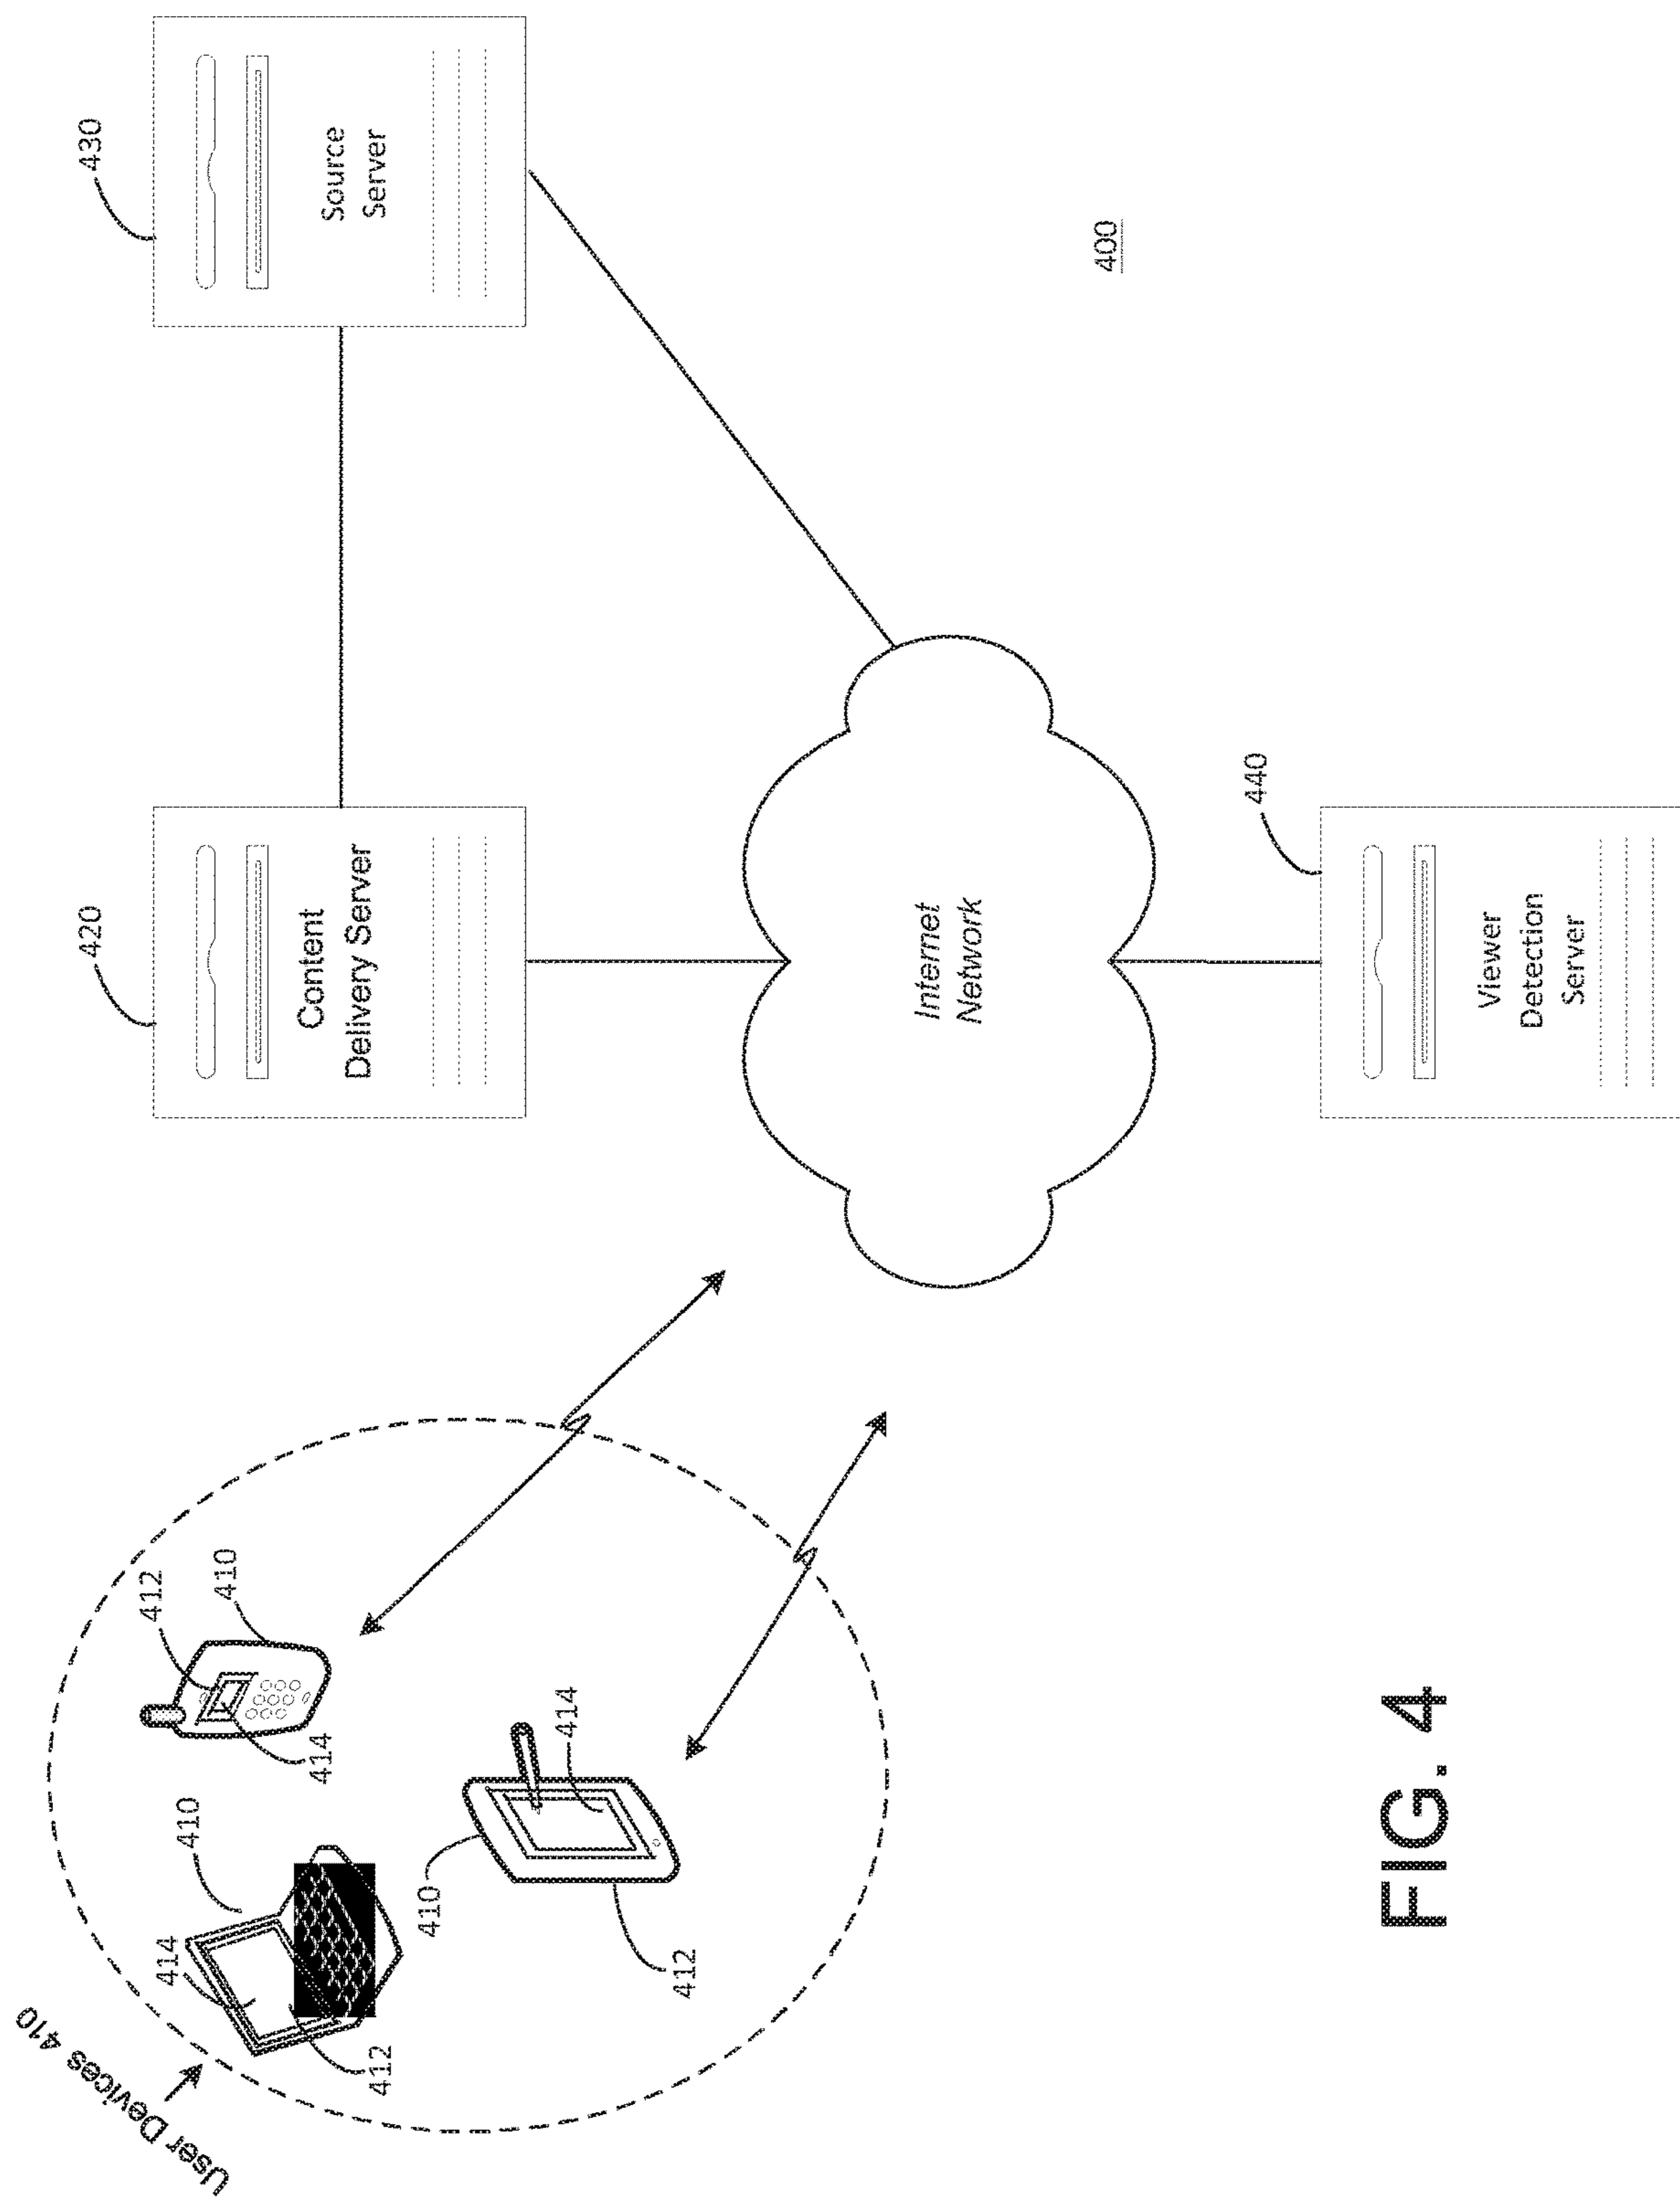 User Devices 410
414
410
412
412
410
414
410
414
412
420
Content
Delivery Server
430
Source
Server
Internet
Network
440
Viewer
Detection
Server
400
FIG. 4